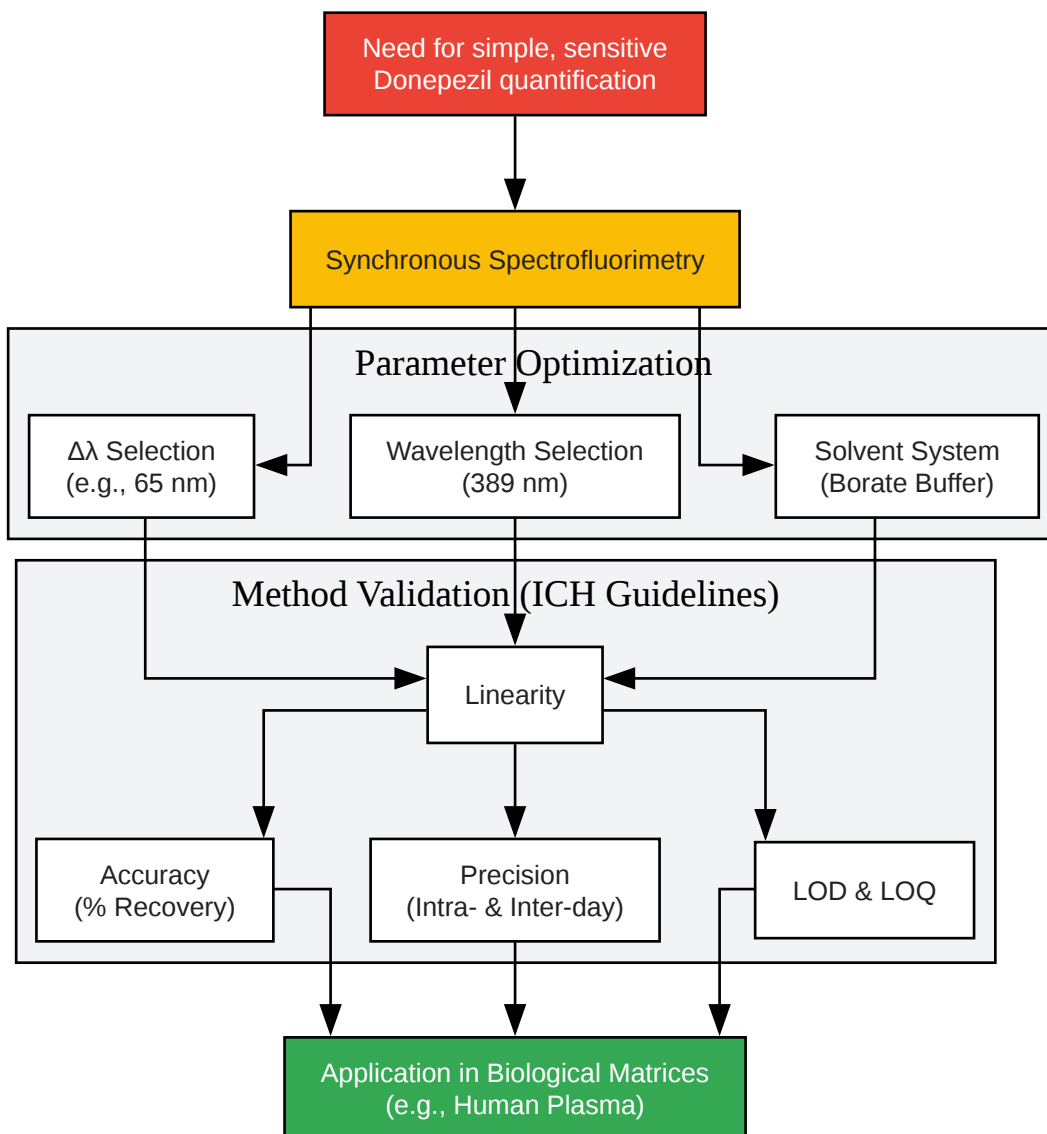 Need for simple, sensitive
Donepezil quantification
Synchronous Spectrofluorimetry
Parameter Optimization
Δλ Selection
(e.g., 65 nm)
Wavelength Selection
(389 nm)
Solvent System
(Borate Buffer)
Method Validation (ICH Guidelines)
Linearity
Accuracy
(% Recovery)
Precision
(Intra- & Inter-day)
LOD & LOQ
Application in Biological Matrices
(e.g., Human Plasma)